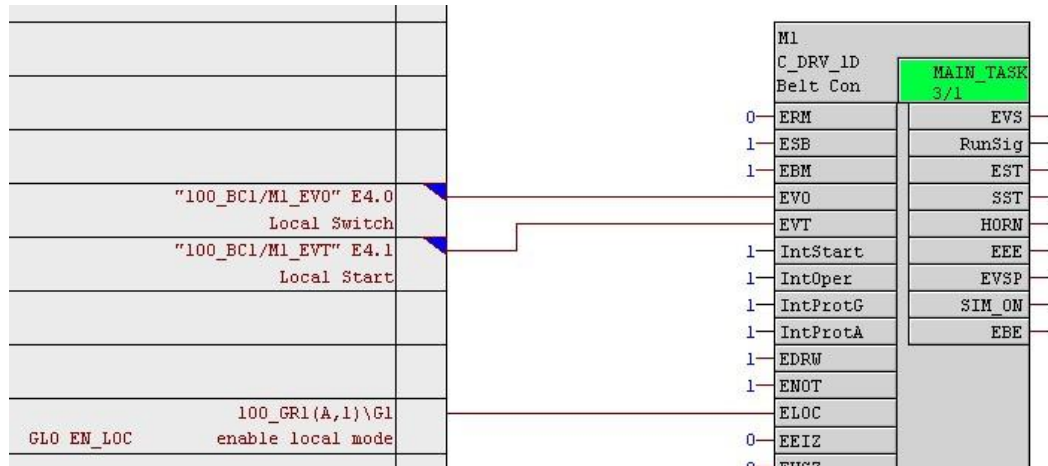 M1
C_DRV_1D
Belt Con
MAIN_TASK
3/1
0 ERM EVS
1 ESB RunSig
1 EBM EST
"100_BC1/M1_EVO" E4.0 EVO SST
Local Switch EVT HORN
"100_BC1/M1_EVT" E4.1 1 IntStart EEE
Local Start 1 IntOper EVSP
1 IntProtG SIM_ON
1 IntProtA EBE
1 EDRW
1 ENOT
100_GR1(A,1)\G1 ELOC
GLO EN_LOC enable local mode 0 EEIZ